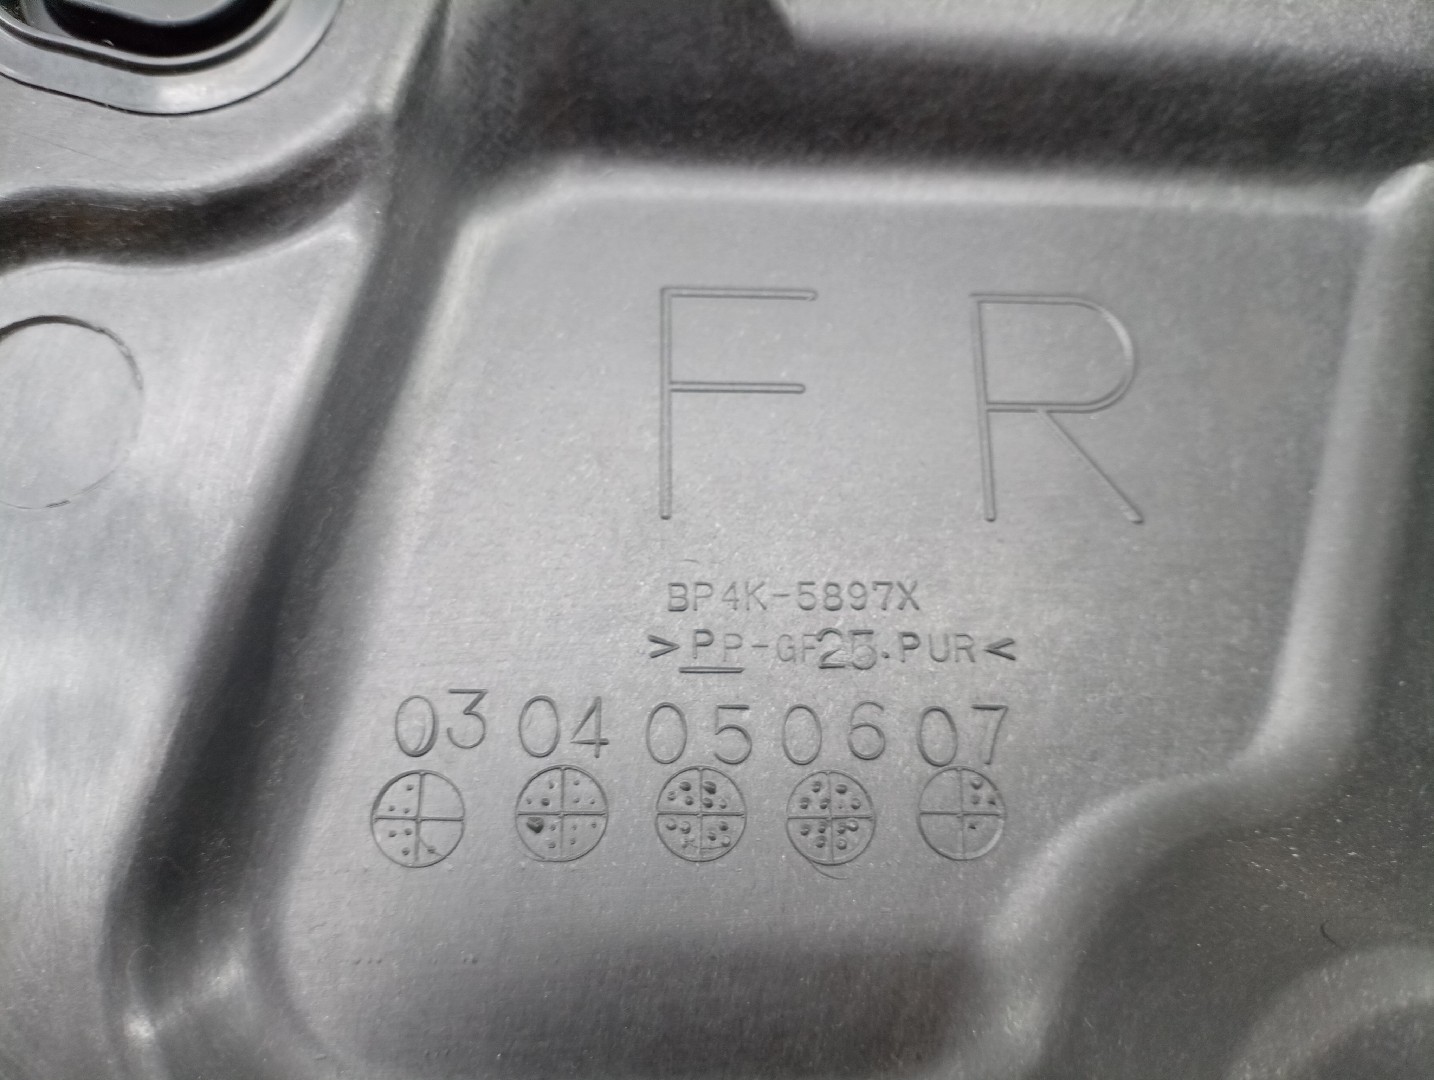 F R
BP4K-5897X
>PP-GF25.PUR<
03 04 05 06 07